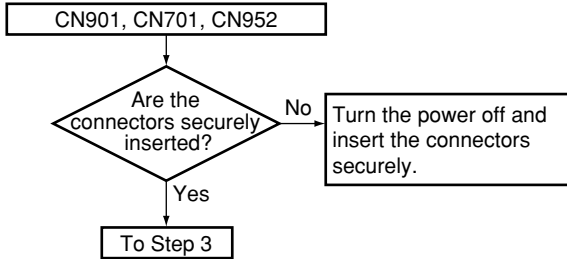 CN901, CN701, CN952
Are the
connectors securely
inserted?
No
Turn the power off and
insert the connectors
securely.
Yes
To Step 3